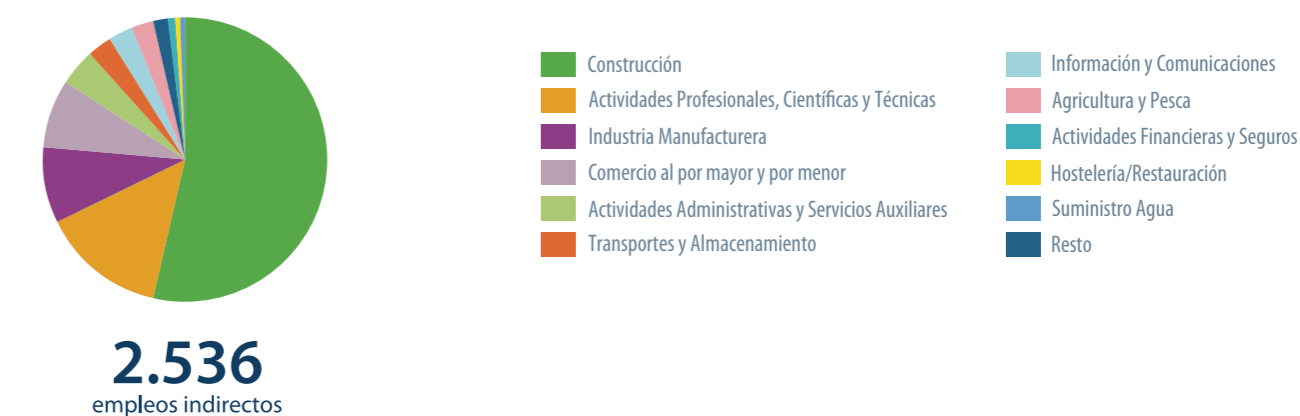 Construcción
Actividades Profesionales, Científicas y Técnicas
Industria Manufacturera
Comercio al por mayor y por menor
Actividades Administrativas y Servicios Auxiliares
Transportes y Almacenamiento
Información y Comunicaciones
Agricultura y Pesca
Actividades Financieras y Seguros
Hostelería/Restauración
Suministro Agua
Resto
2.536
empleos indirectos